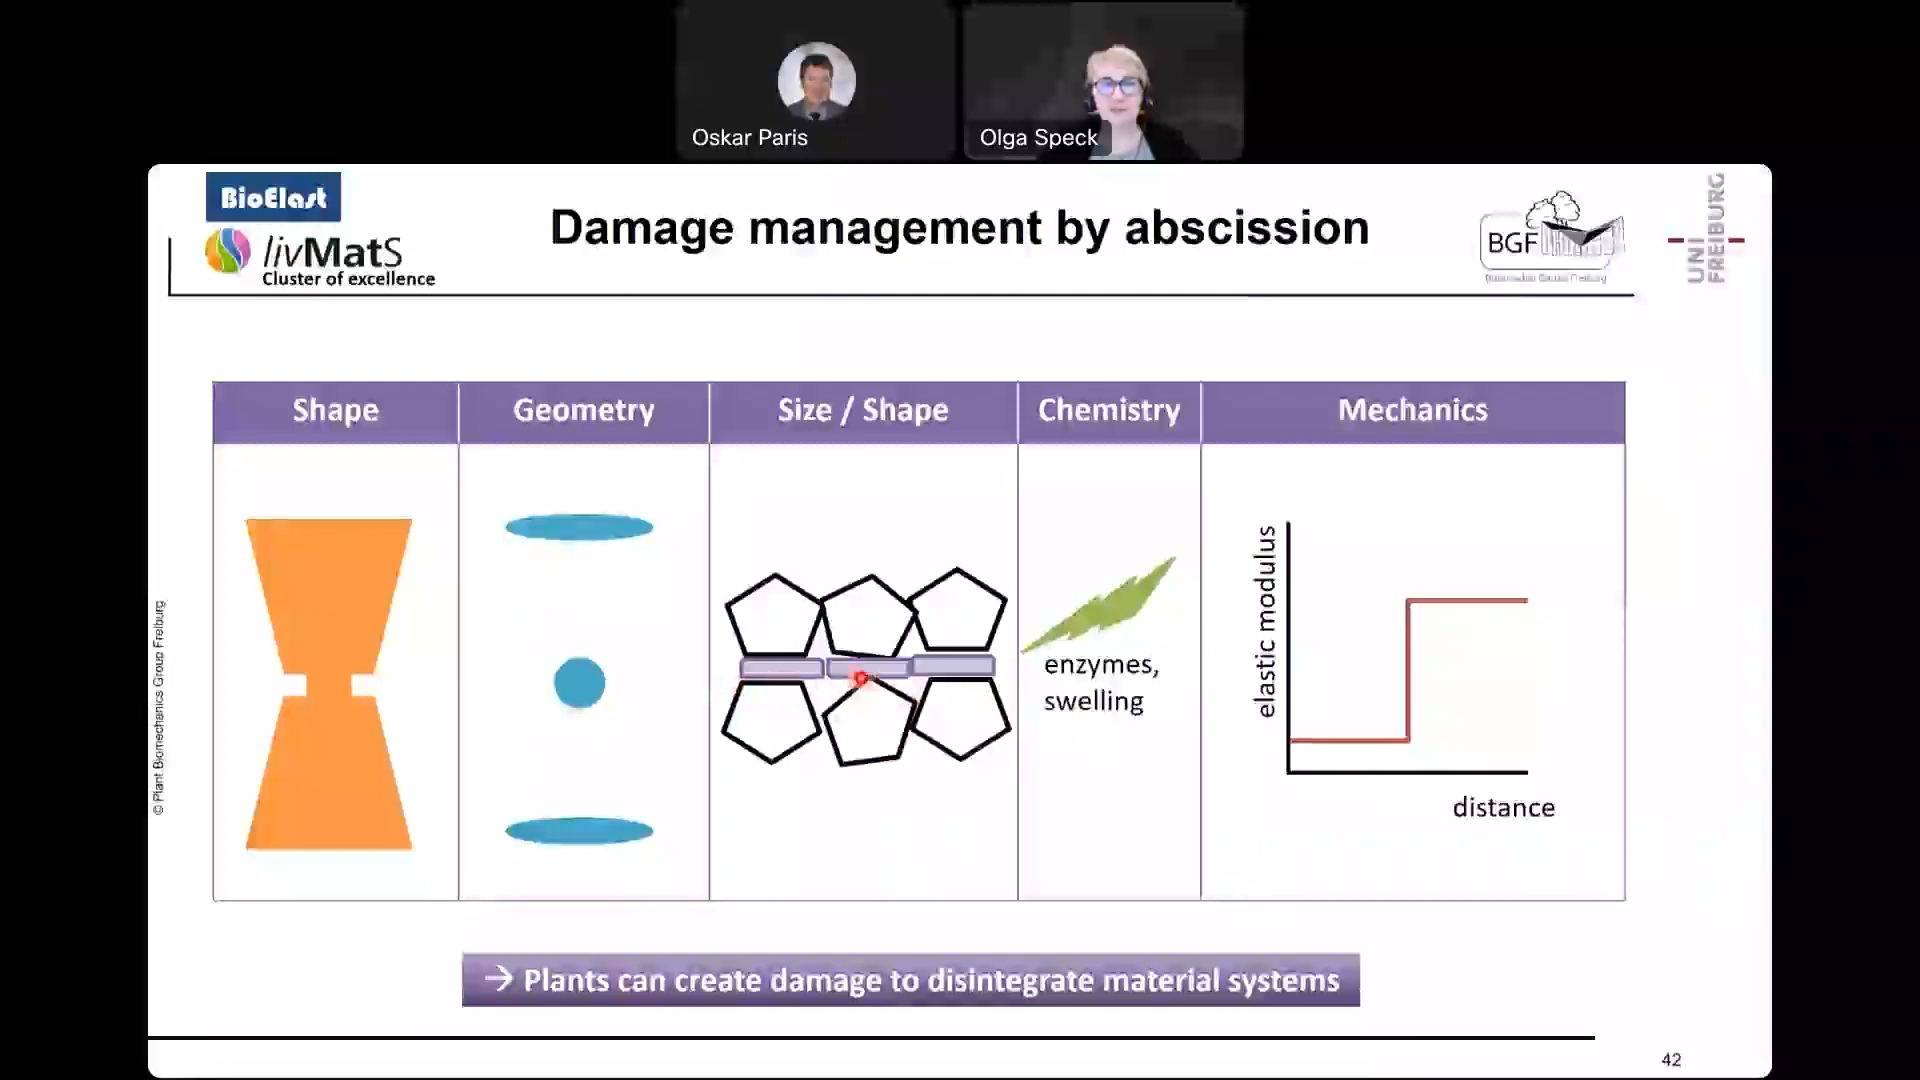 Oskar Paris
Olga Speck
BioElast
livMatS
Cluster of excellence
Damage management by abscission
BGF
UNI
FREIBURG
Shape
Geometry
Size / Shape
Chemistry
Mechanics
enzymes,
swelling
elastic modulus
distance
© Plant Biomechanics Group Freiburg
→ Plants can create damage to disintegrate material systems
42